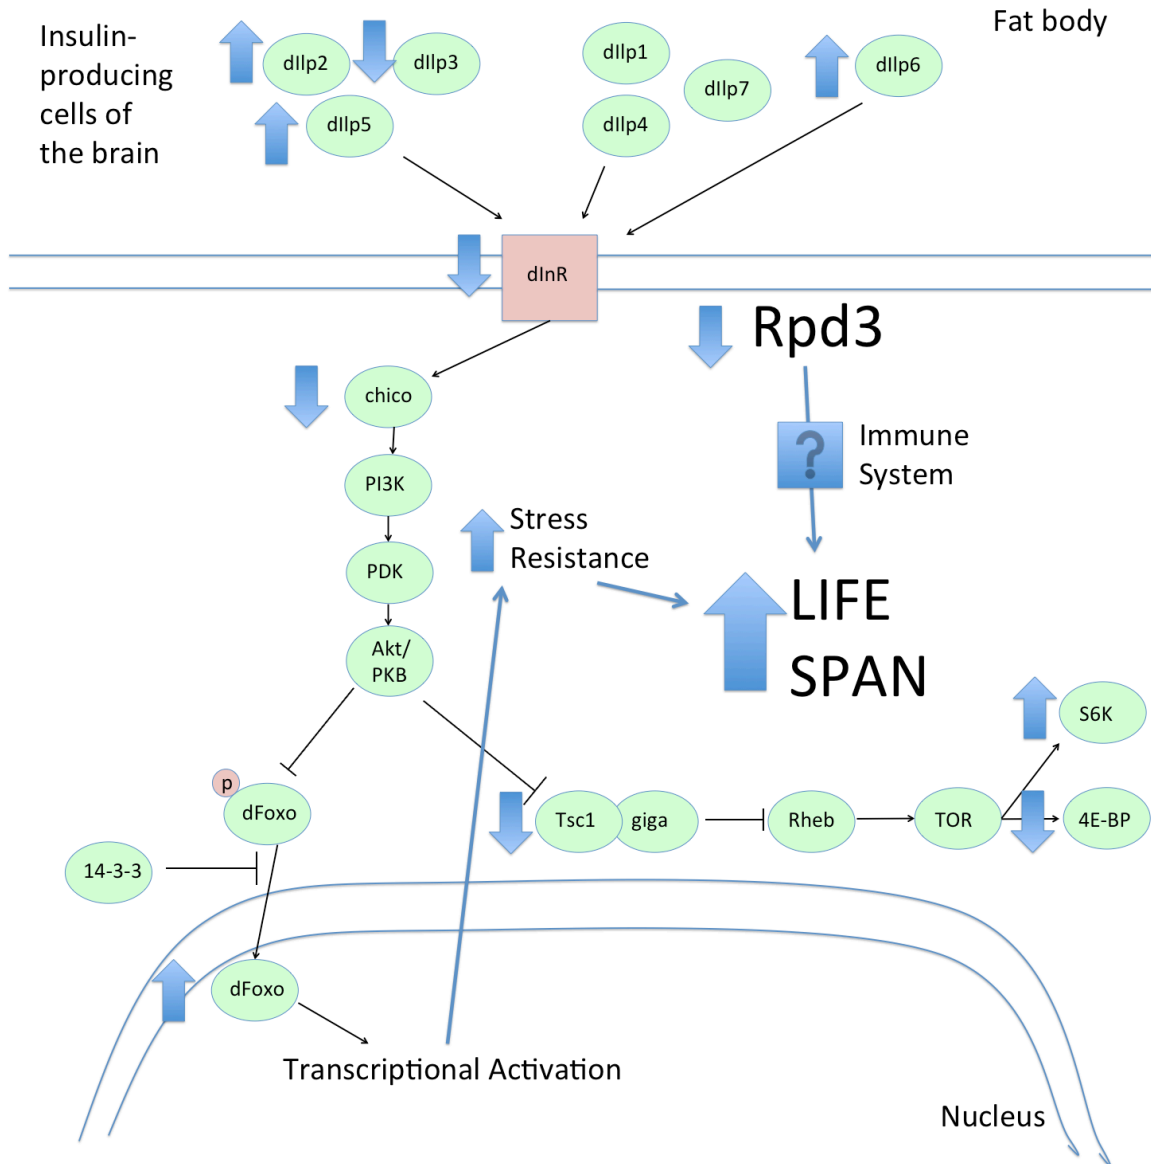 Insulin-
producing
cells of
the brain
dIlp2
dIlp3
dIlp5
dIlp1
dIlp7
dIlp4
dIlp6
Fat body
dInR
Rpd3
?
Immune
System
chico
PI3K
PDK
Akt/
PKB
Stress
Resistance
LIFE
SPAN
S6K
p
dFoxo
Tsc1
giga
Rheb
TOR
4E-BP
14-3-3
dFoxo
Transcriptional Activation
Nucleus